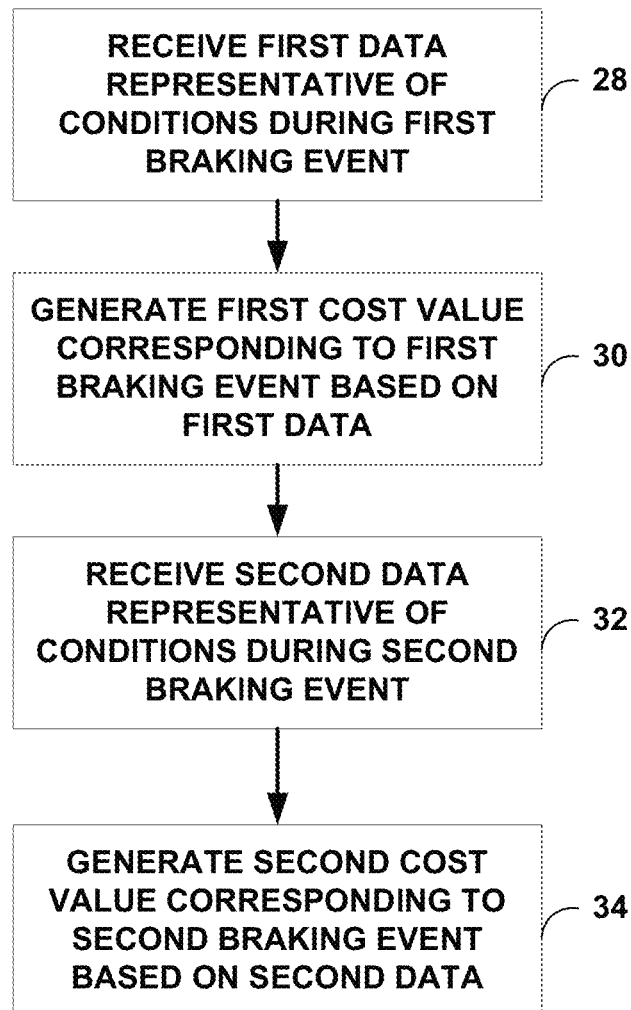 RECEIVE FIRST DATA
REPRESENTATIVE OF
CONDITIONS DURING FIRST
BRAKING EVENT
28
GENERATE FIRST COST VALUE
CORRESPONDING TO FIRST
BRAKING EVENT BASED ON
FIRST DATA
30
RECEIVE SECOND DATA
REPRESENTATIVE OF
CONDITIONS DURING SECOND
BRAKING EVENT
32
GENERATE SECOND COST
VALUE CORRESPONDING TO
SECOND BRAKING EVENT
BASED ON SECOND DATA
34